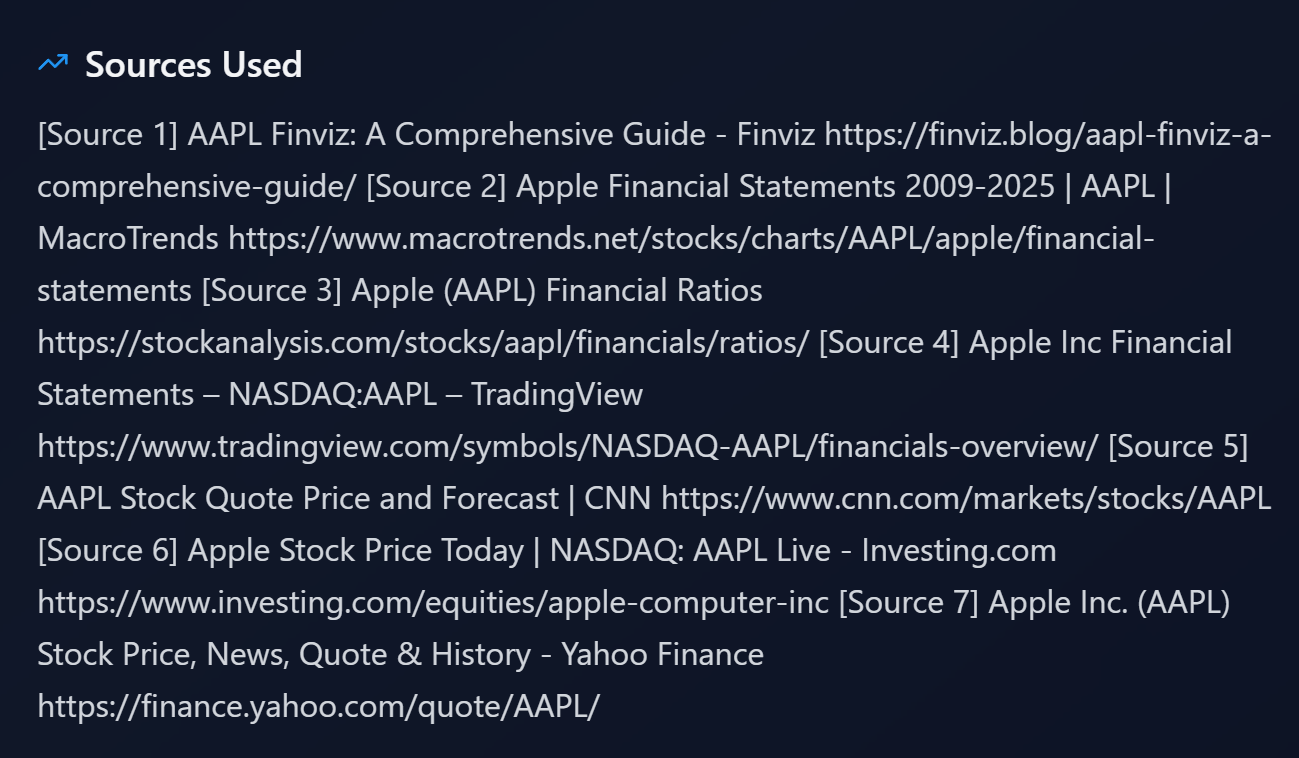 Sources Used
[Source 1] AAPL Finviz: A Comprehensive Guide - Finviz https://finviz.blog/aapl-finviz-a-
comprehensive-guide/ [Source 2] Apple Financial Statements 2009-2025 | AAPL |
MacroTrends https://www.macrotrends.net/stocks/charts/AAPL/apple/financial-
statements [Source 3] Apple (AAPL) Financial Ratios
https://stockanalysis.com/stocks/aapl/financials/ratios/ [Source 4] Apple Inc Financial
Statements – NASDAQ:AAPL – TradingView
https://www.tradingview.com/symbols/NASDAQ-AAPL/financials-overview/ [Source 5]
AAPL Stock Quote Price and Forecast | CNN https://www.cnn.com/markets/stocks/AAPL
[Source 6] Apple Stock Price Today | NASDAQ: AAPL Live - Investing.com
https://www.investing.com/equities/apple-computer-inc [Source 7] Apple Inc. (AAPL)
Stock Price, News, Quote & History - Yahoo Finance
https://finance.yahoo.com/quote/AAPL/